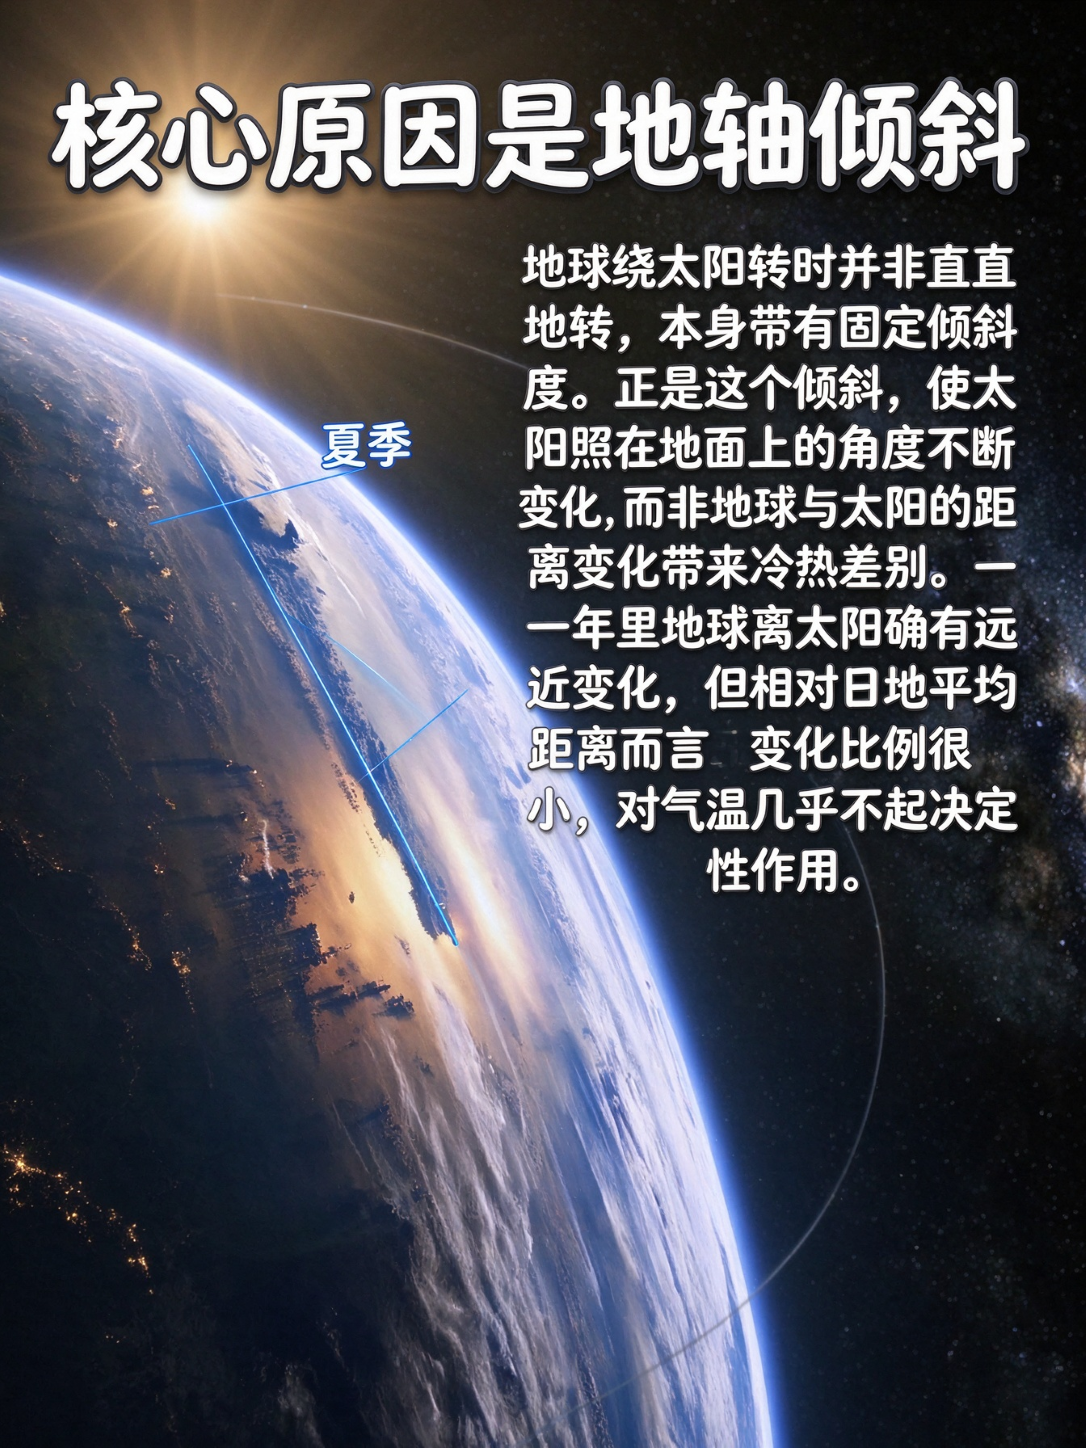 核心原因是地轴倾斜
地球绕太阳转时并非直直
地转，本身带有固定倾斜
度。正是这个倾斜，使太
夏季
阳照在地面上的角度不断
变化,而非地球与太阳的距
离变化带来冷热差别。一
一年里地球离太阳确有远
近变化，但相对日地平均
距离而言 变化比例很
小，对气温几乎不起决定
性作用。